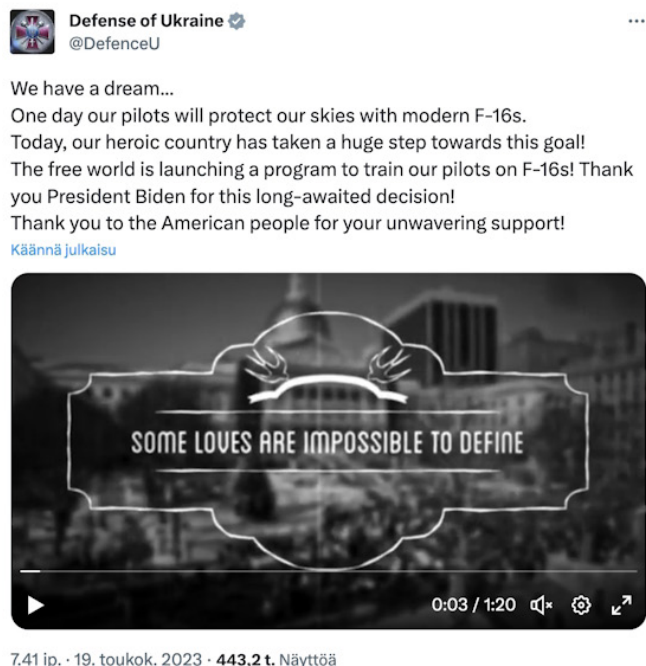 Defense of Ukraine
@DefenceU
We have a dream...
One day our pilots will protect our skies with modern F-16s.
Today, our heroic country has taken a huge step towards this goal!
The free world is launching a program to train our pilots on F-16s! Thank
you President Biden for this long-awaited decision!
Thank you to the American people for your unwavering support!
Käännä julkaisu
SOME LOVES ARE IMPOSSIBLE TO DEFINE
0:03 / 1:20
7.41 ip. · 19. toukok. 2023 · 443,2 t. Näyttöä